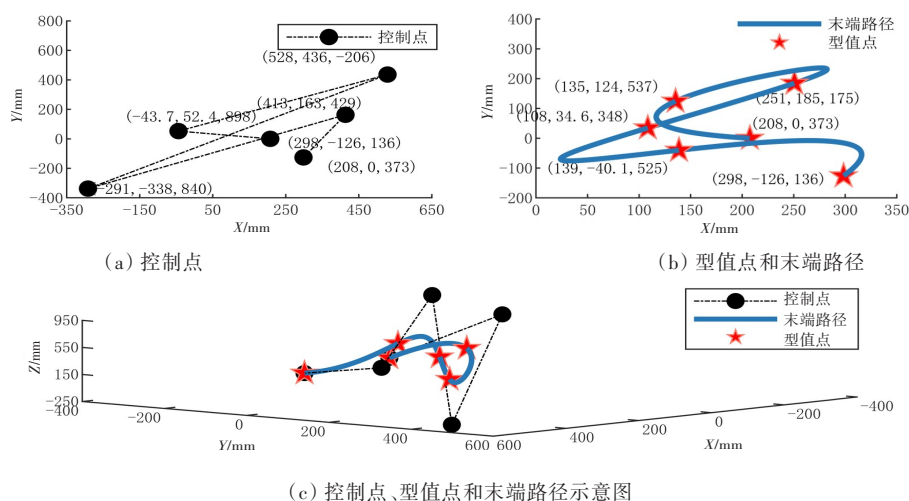 800
600
400
200
0
−200
−400
−350
−150
50
250
450
650
Y/mm
X/mm
控制点
(528, 436, −206)
(413, 163, 429)
(−43. 7, 52. 4, 898)
(298, −126, 136)
(208, 0, 373)
−291, −338, 840)
(a) 控制点
400
300
200
100
0
−100
−200
0
50
100
150
200
250
300
350
Y/mm
X/mm
末端路径
型值点
(135, 124, 537)
(251, 185, 175)
(108, 34. 6, 348)
(208, 0, 373)
(139, −40. 1, 525)
(298, −126, 136)
(b) 型值点和末端路径
控制点
末端路径
型值点
950
550
150
−250
Z/mm
−400
−200
0
200
400
600
Y/mm
600
400
200
0
−200
−400
X/mm
(c) 控制点、型值点和末端路径示意图